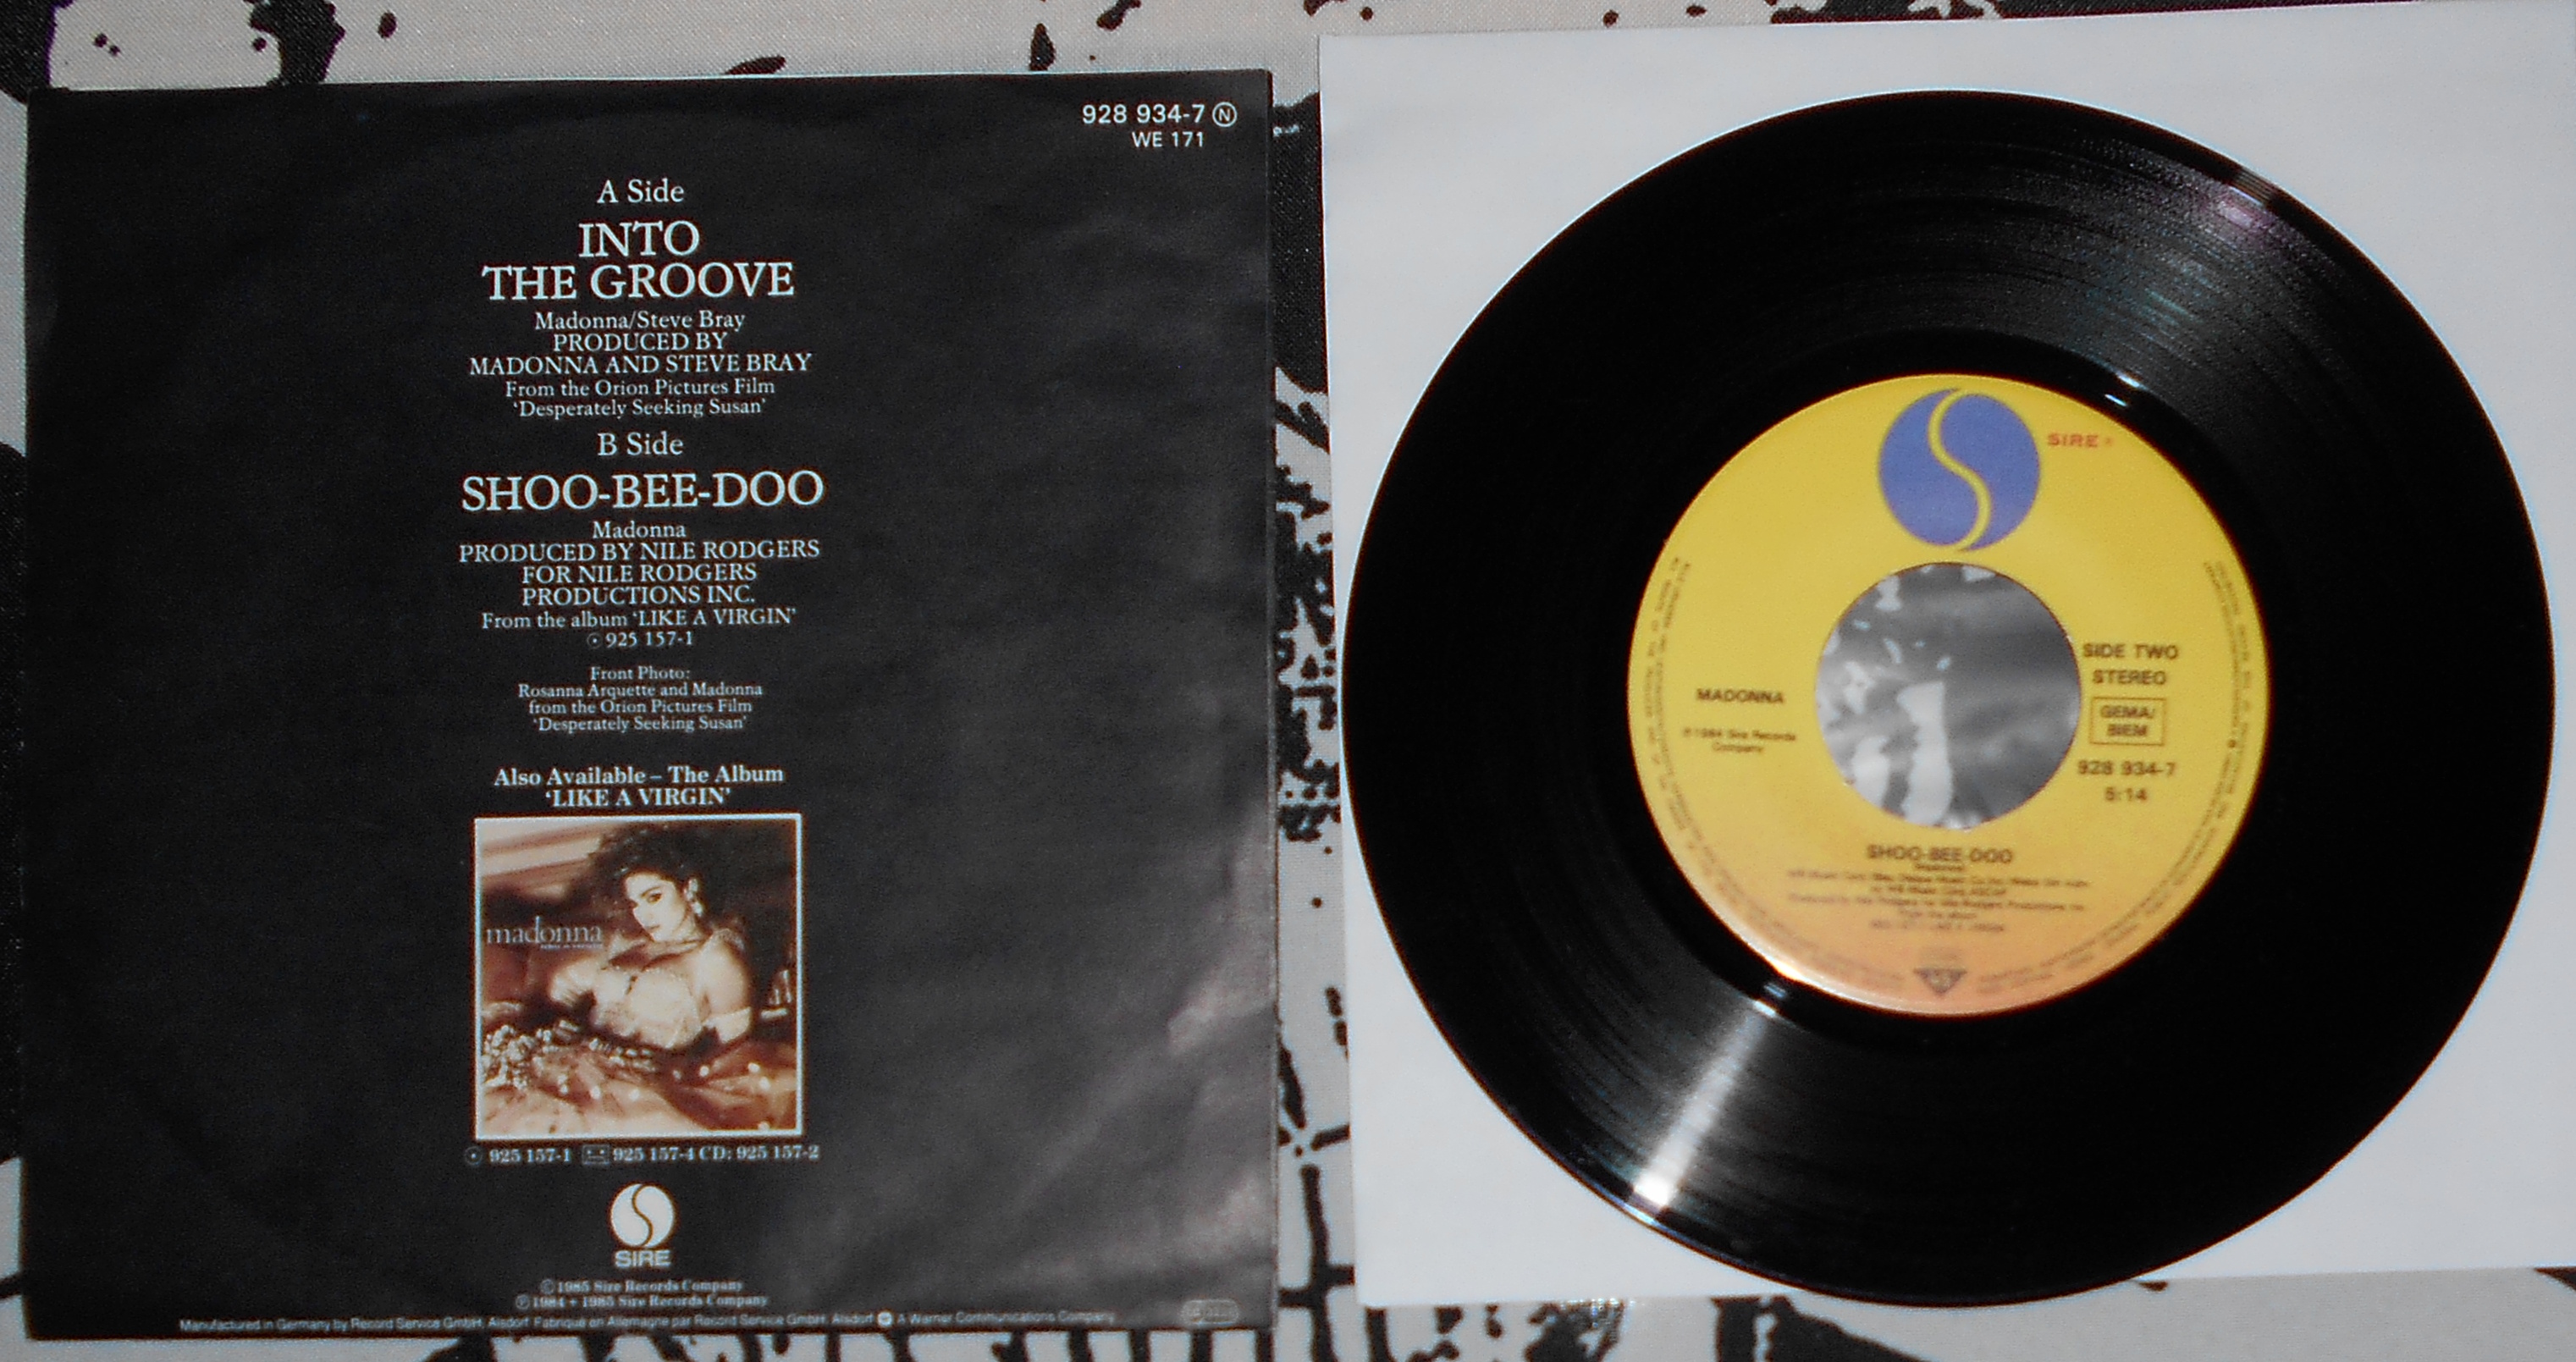 928 934-7 Ⓝ
WE 171
A Side
INTO
THE GROOVE
Madonna/Steve Bray
PRODUCED BY
MADONNA AND STEVE BRAY
From the Orion Pictures Film
'Desperately Seeking Susan'
B Side
SHOO-BEE-DOO
Madonna
PRODUCED BY NILE RODGERS
FOR NILE RODGERS
PRODUCTIONS INC.
From the album 'LIKE A VIRGIN'
925 157-1
Front Photo:
Rosanna Arquette and Madonna
from the Orion Pictures Film
'Desperately Seeking Susan'
Also Available – The Album
'LIKE A VIRGIN'
madonna
925 157-1 925 157-4 CD: 925 157-2
SIRE
©1985 Sire Records Company
℗1984 + 1985 Sire Records Company
Manufactured in Germany by Record Service GmbH, Alsdorf. Fabriqué en Allemagne par Record Service GmbH, Alsdorf A Warner Communications Company
SIRE
SIDE TWO
STEREO
GEMA/
BIEM
928 934-7
5:14
MADONNA
℗1984 Sire Records
Company
SHOO-BEE-DOO